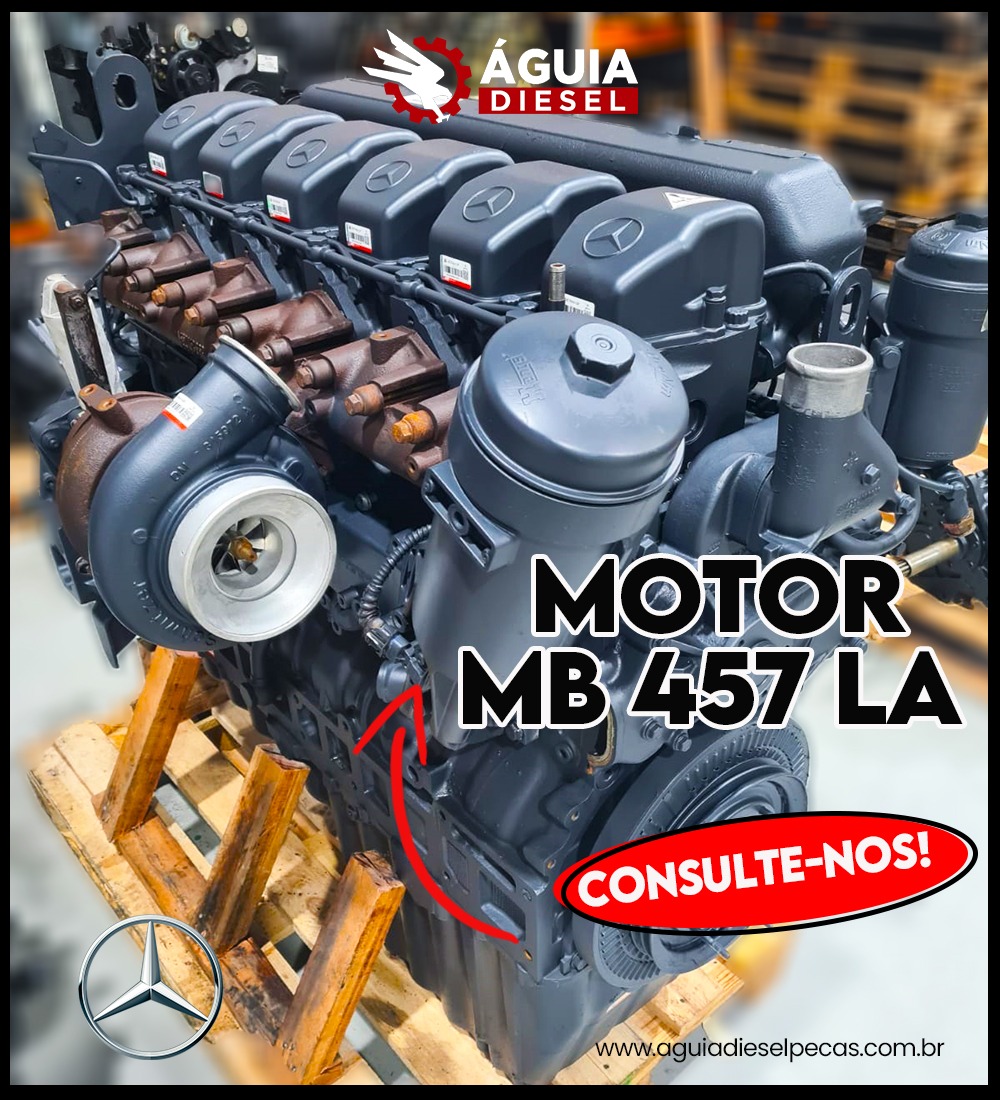 ÁGUIA
DIESEL
MOTOR
MB 457 LA
CONSULTE-NOS!
www.aguiadieselpecas.com.br